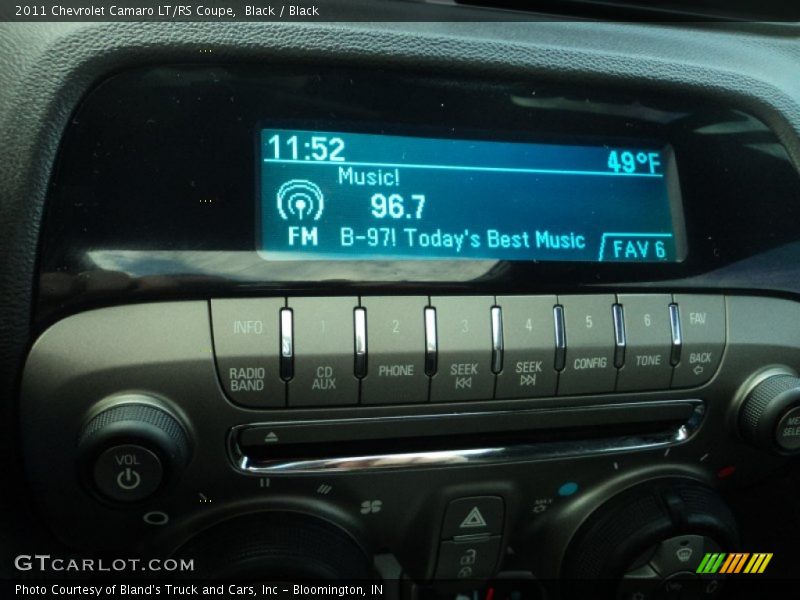 2011 Chevrolet Camaro LT/RS Coupe, Black / Black
11:52 49°F
Music!
96.7
FM B-97! Today's Best Music FAV 6
INFO 1 2 3 4 5 6 FAV
RADIO BAND CD AUX PHONE SEEK SEEK CONFIG TONE BACK
VOL
MAX
GTCARLOT.COM
Photo Courtesy of Bland's Truck and Cars, Inc - Bloomington, IN